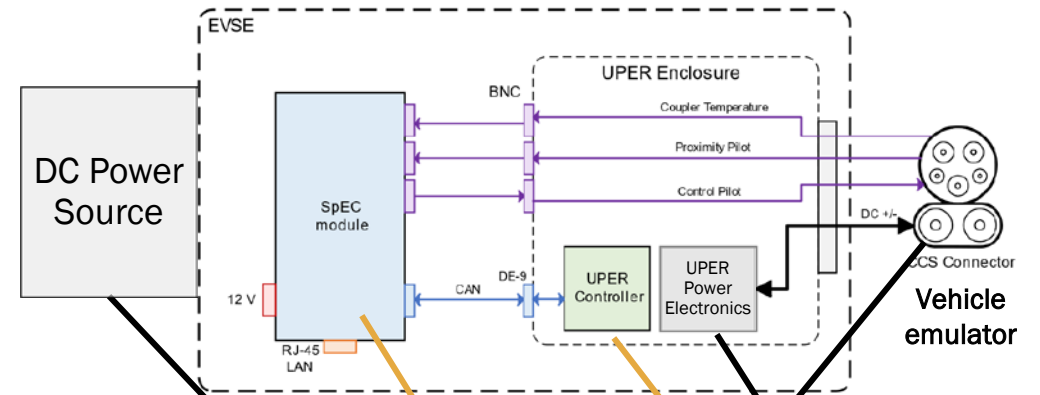 EVSE
UPER Enclosure
BNC
Coupler Temperature
Proximity Pilot
Control Pilot
DC Power
Source
SpEC
module
DC +/-
CCS Connector
12 V
CAN
DE-9
UPER
Controller
UPER
Power
Electronics
RJ-45
LAN
Vehicle
emulator